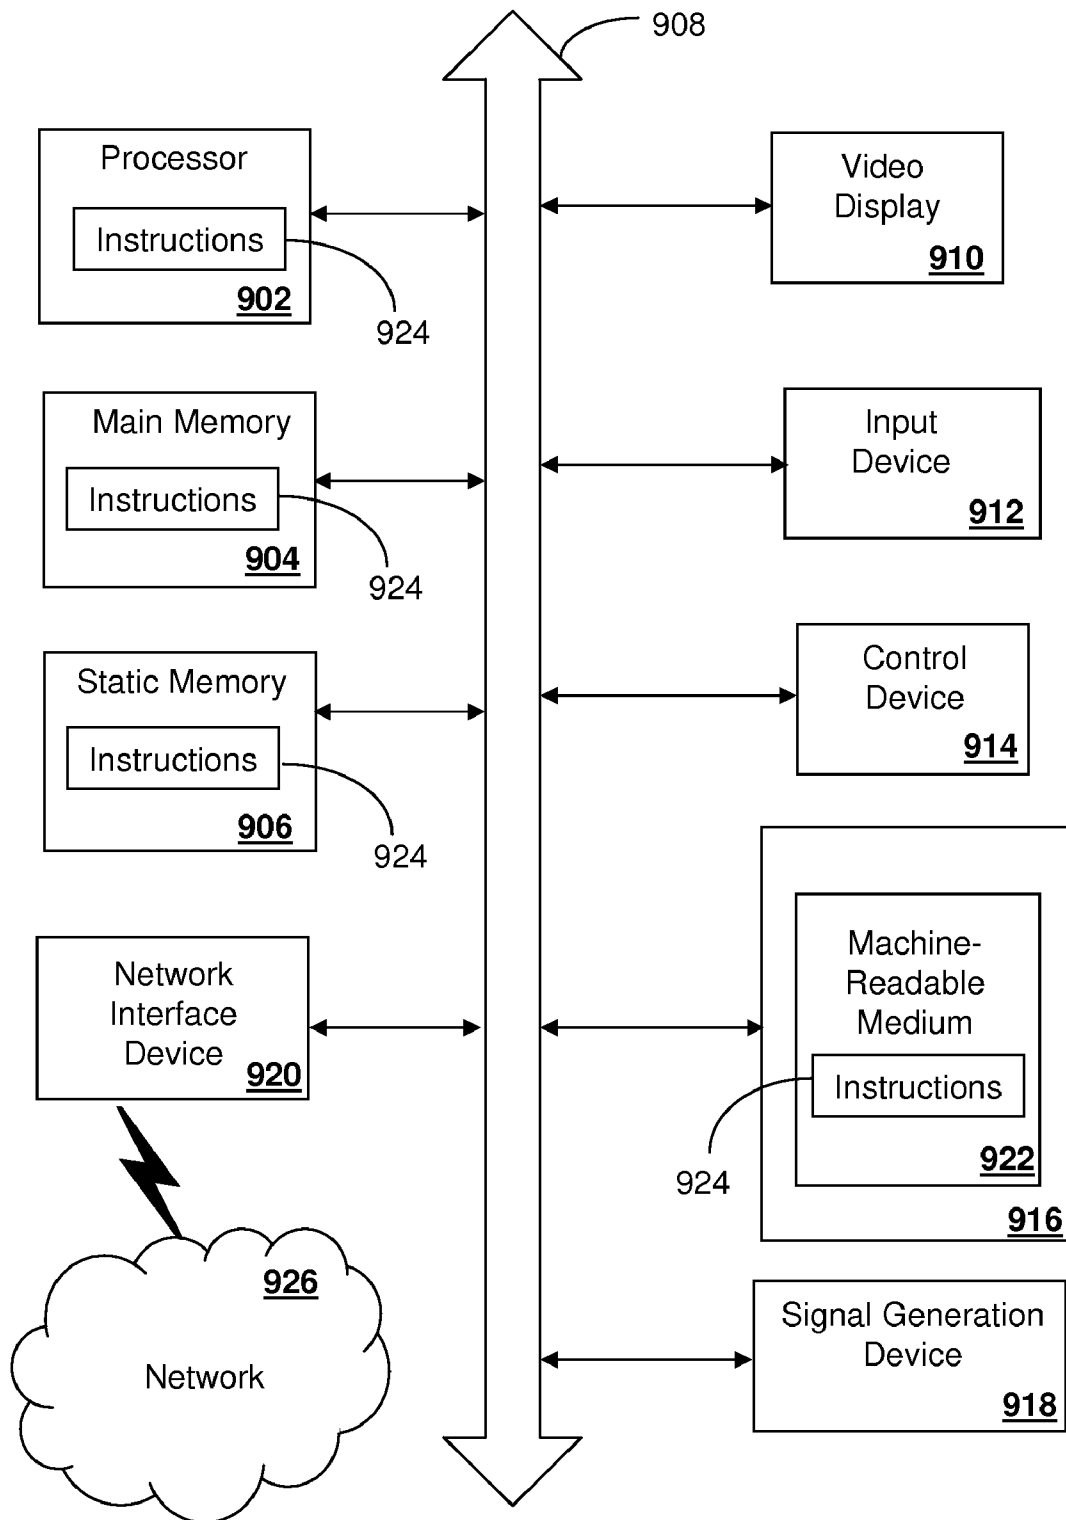 908
Processor
Instructions
902
924
Video
Display
910
Main Memory
Instructions
904
924
Input
Device
912
Static Memory
Instructions
906
924
Control
Device
914
Network
Interface
Device
920
Machine-
Readable
Medium
Instructions
922
924
916
926
Network
Signal Generation
Device
918